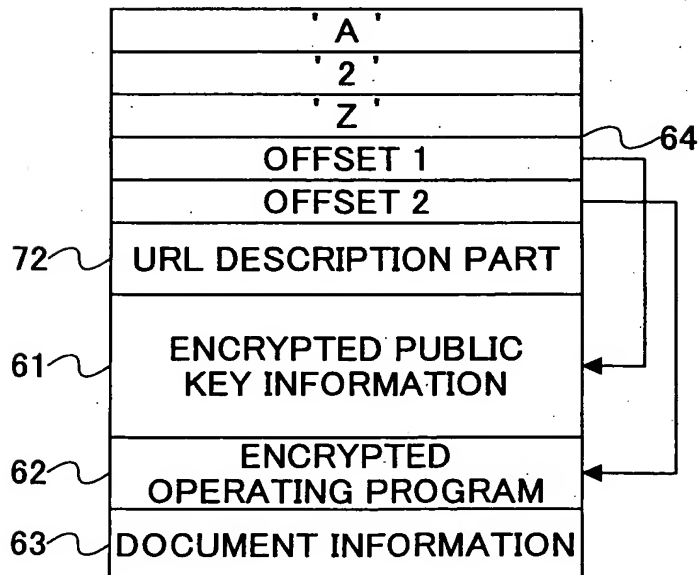 'A'
'2'
'Z'
64
OFFSET 1
OFFSET 2
72
URL DESCRIPTION PART
61
ENCRYPTED PUBLIC
KEY INFORMATION
62
ENCRYPTED
OPERATING PROGRAM
63
DOCUMENT INFORMATION